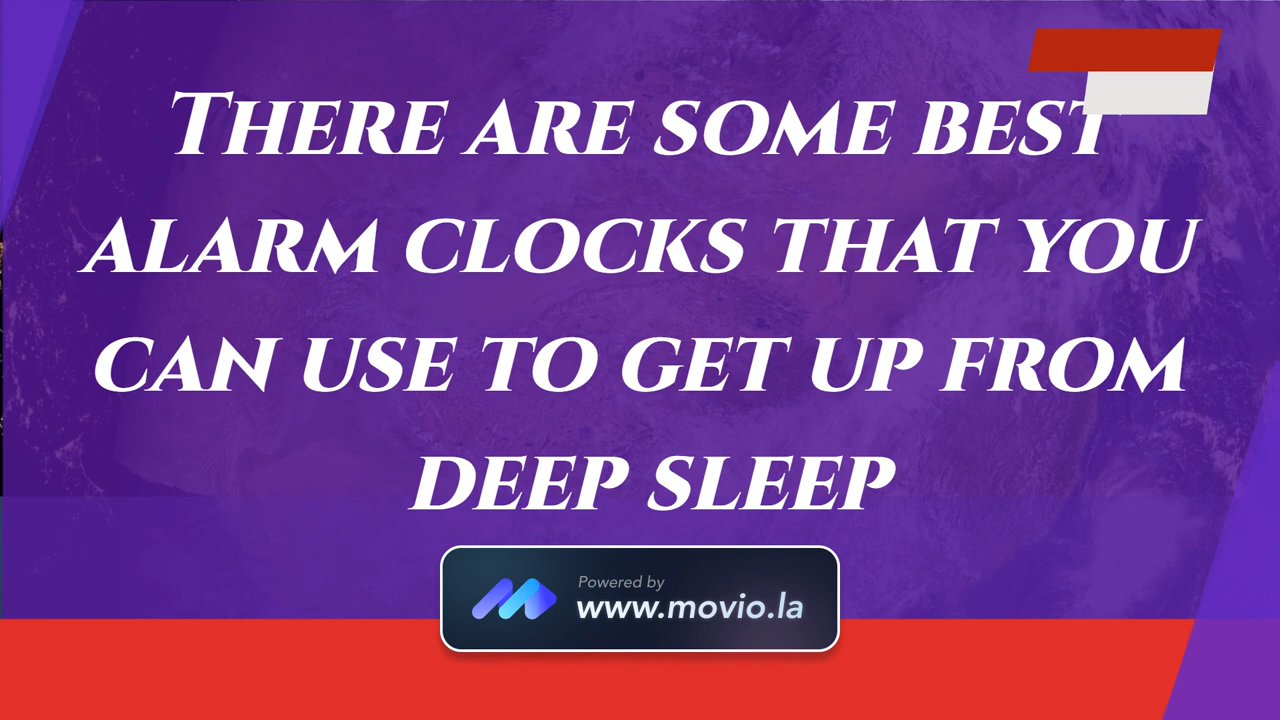 There are some best
alarm clocks that you
can use to get up from
deep sleep
Powered by
www.movio.la